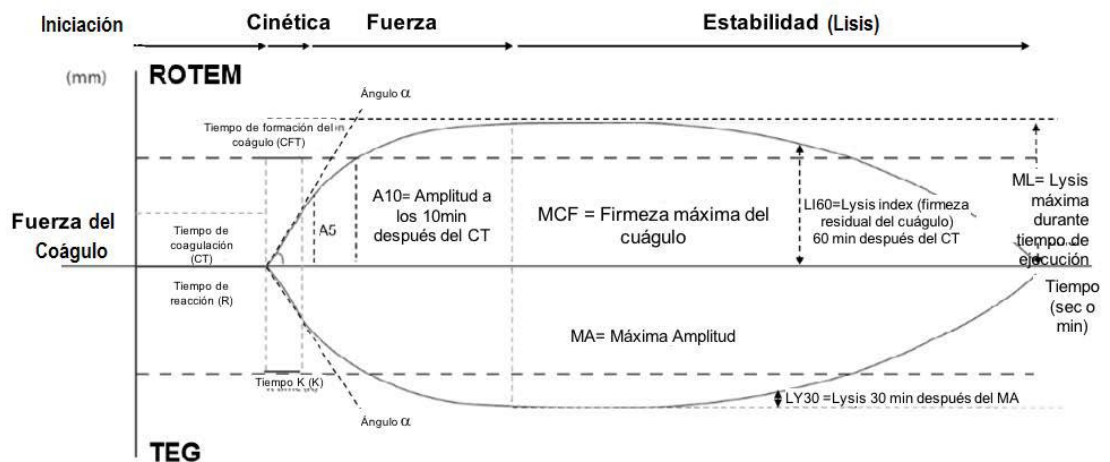 Iniciación Cinética Fuerza Estabilidad (Lisis)
(mm)
ROTEM
Ángulo α
Tiempo de formación del n
coágulo (CFT)
Fuerza del
Coágulo
Tiempo de
coagulación
(CT)
A5
A10= Amplitud a
los 10min
después del CT
MCF = Firmeza máxima del
cuágulo
LI60=Lysis index (firmeza
residual del cuágulo)
60 min después del CT
ML= Lysis
máxima
durante
tiempo de
ejecución
Tiempo de
reacción (R)
Tiempo
(sec o
min)
MA= Máxima Amplitud
Tiempo K (K)
LY30 =Lysis 30 min después del MA
Ángulo α
TEG